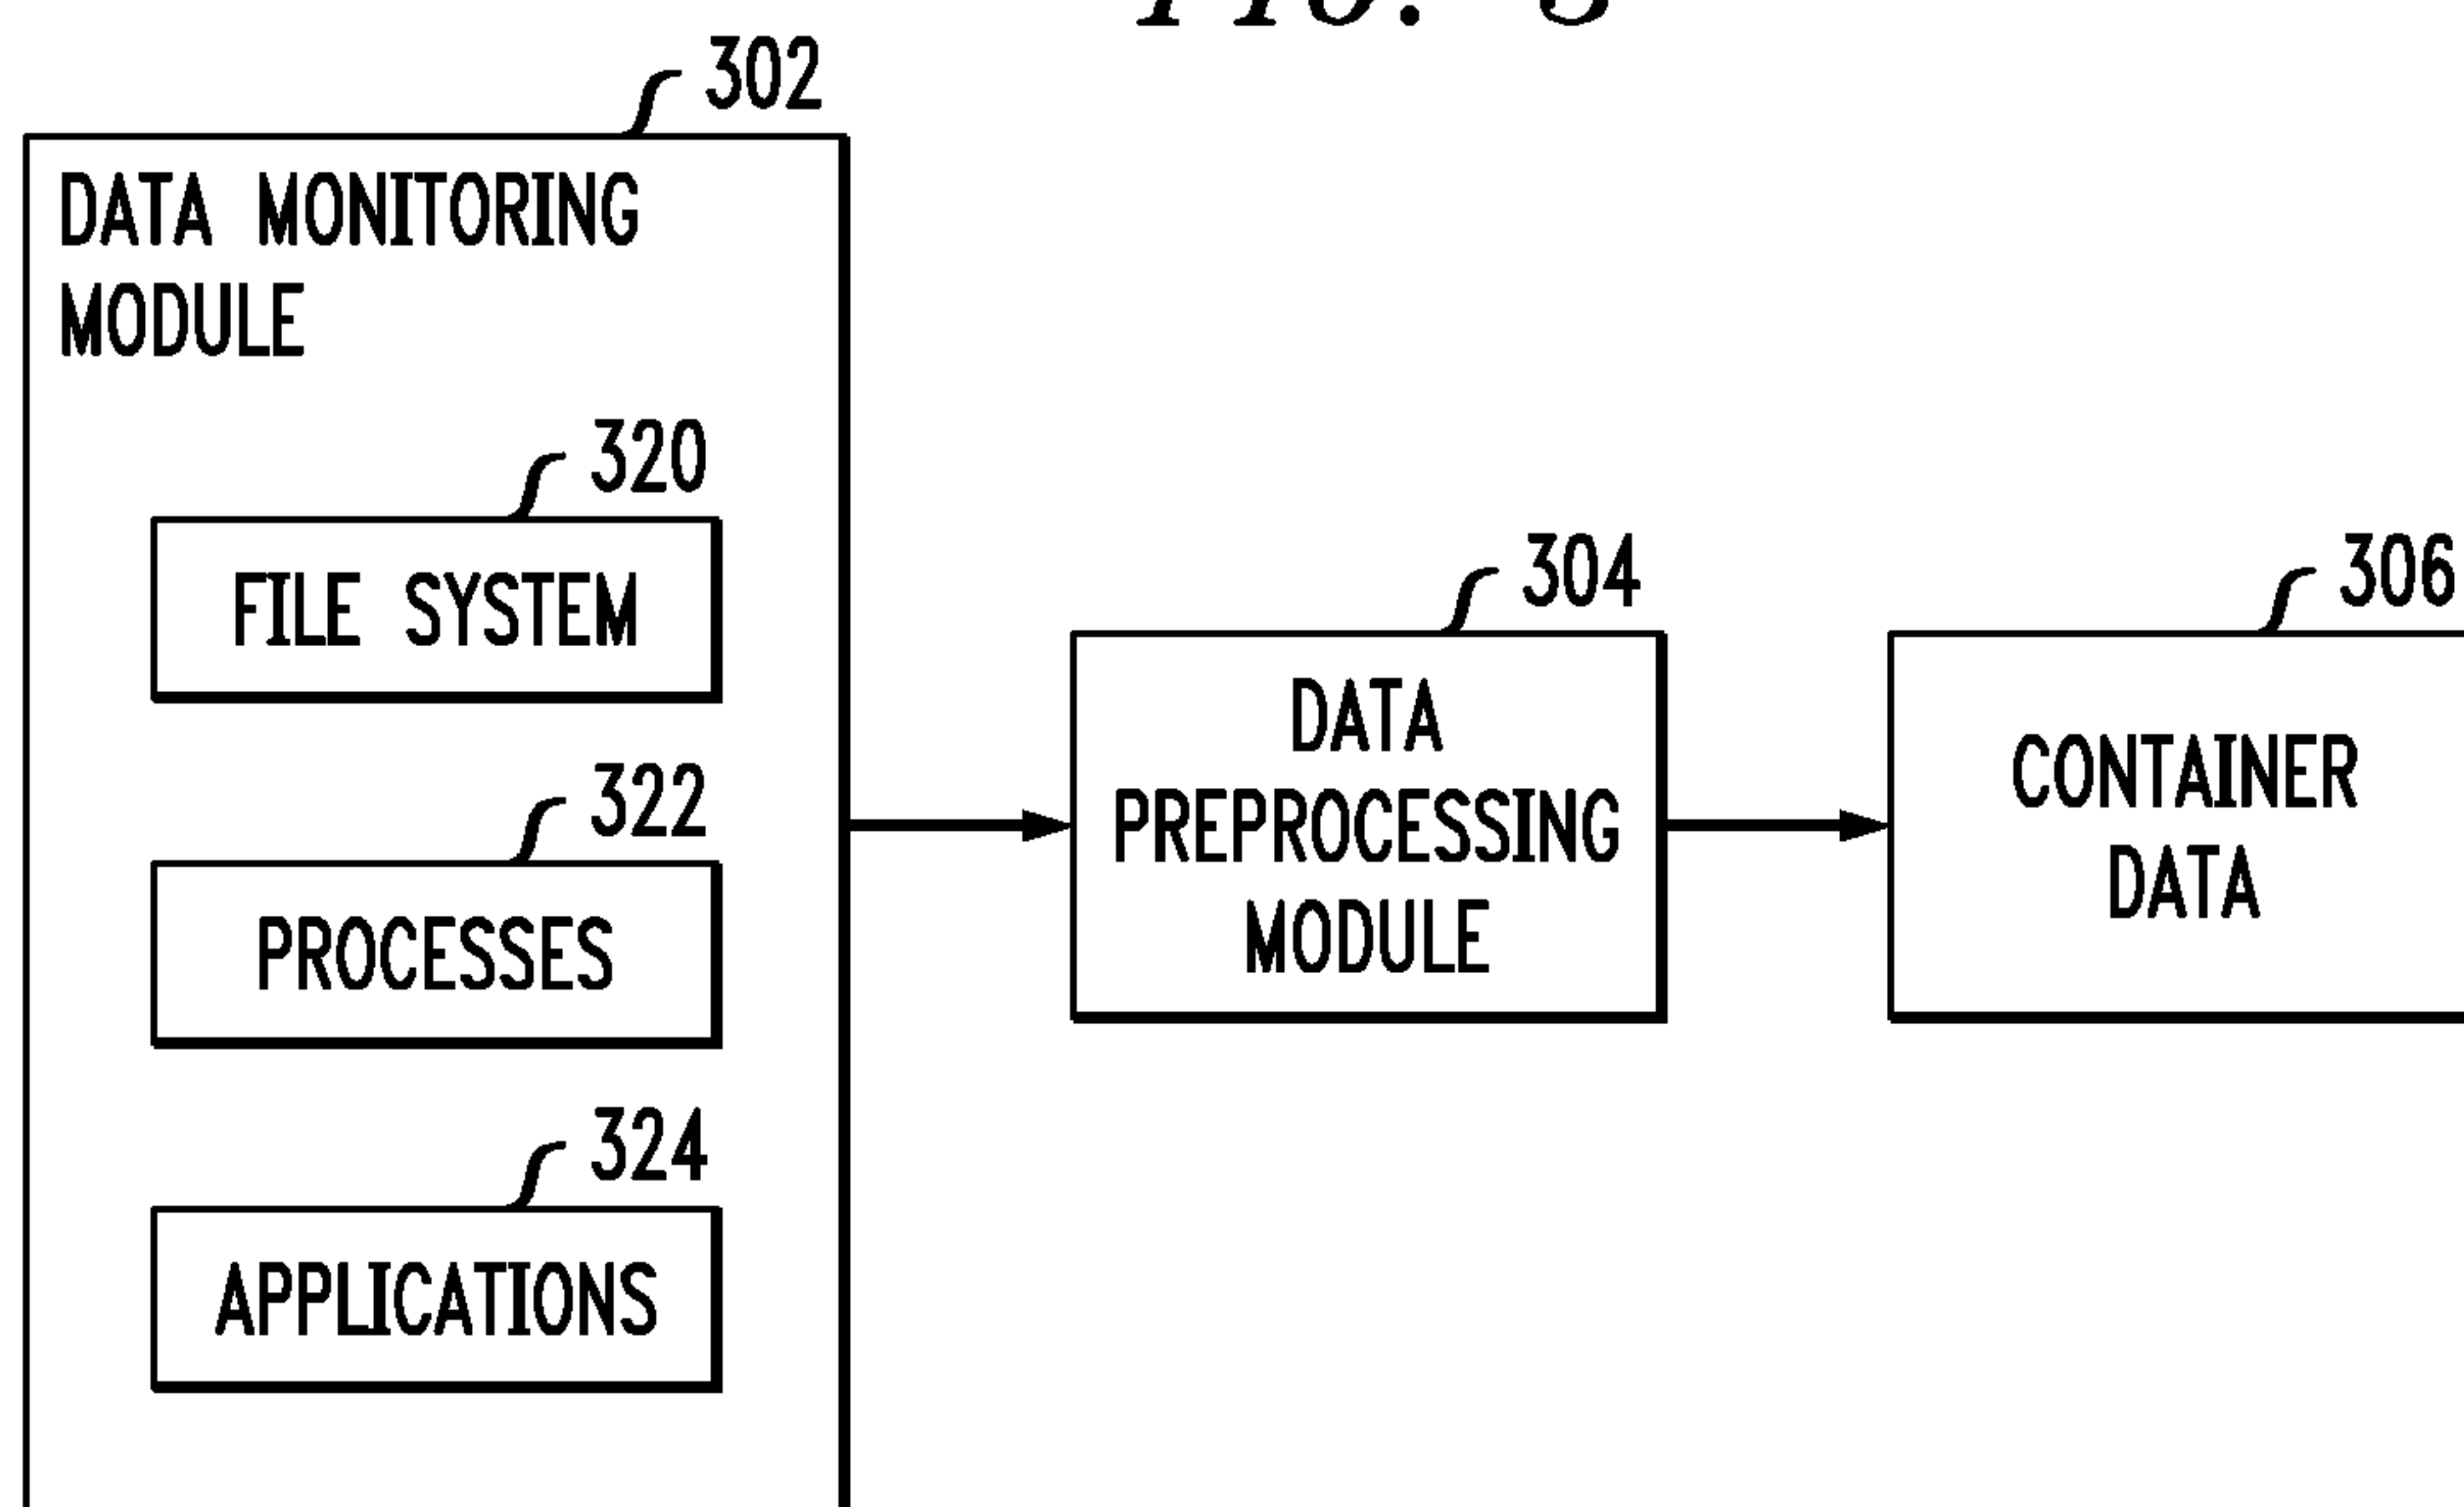 302
DATA MONITORING
MODULE
320
FILE SYSTEM
322
PROCESSES
324
APPLICATIONS
304
DATA
PREPROCESSING
MODULE
306
CONTAINER
DATA